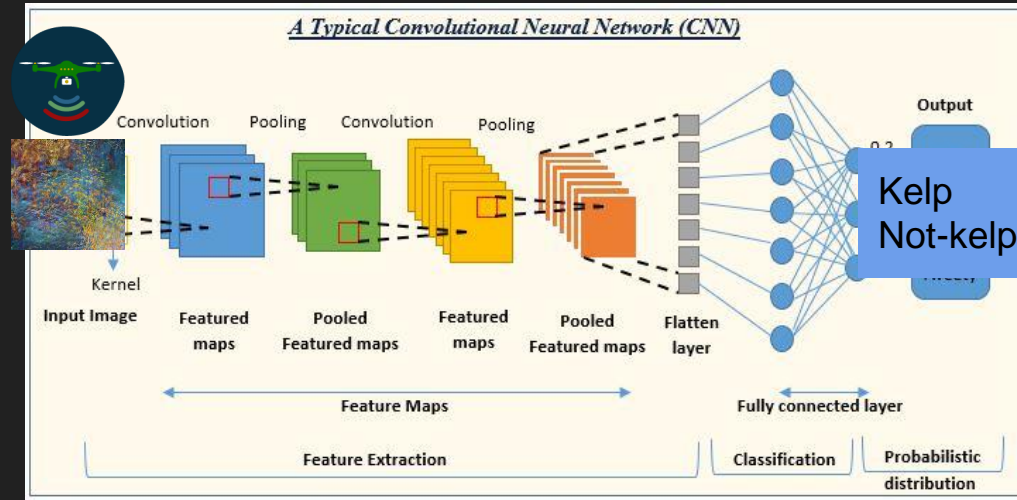 A Typical Convolutional Neural Network (CNN)
Convolution
Pooling
Convolution
Pooling
Output
Kelp
Not-kelp
Kernel
Input Image
Featured
maps
Pooled
Featured maps
Featured
maps
Pooled
Featured maps
Flatten
layer
Feature Maps
Fully connected layer
Feature Extraction
Classification
Probabilistic
distribution